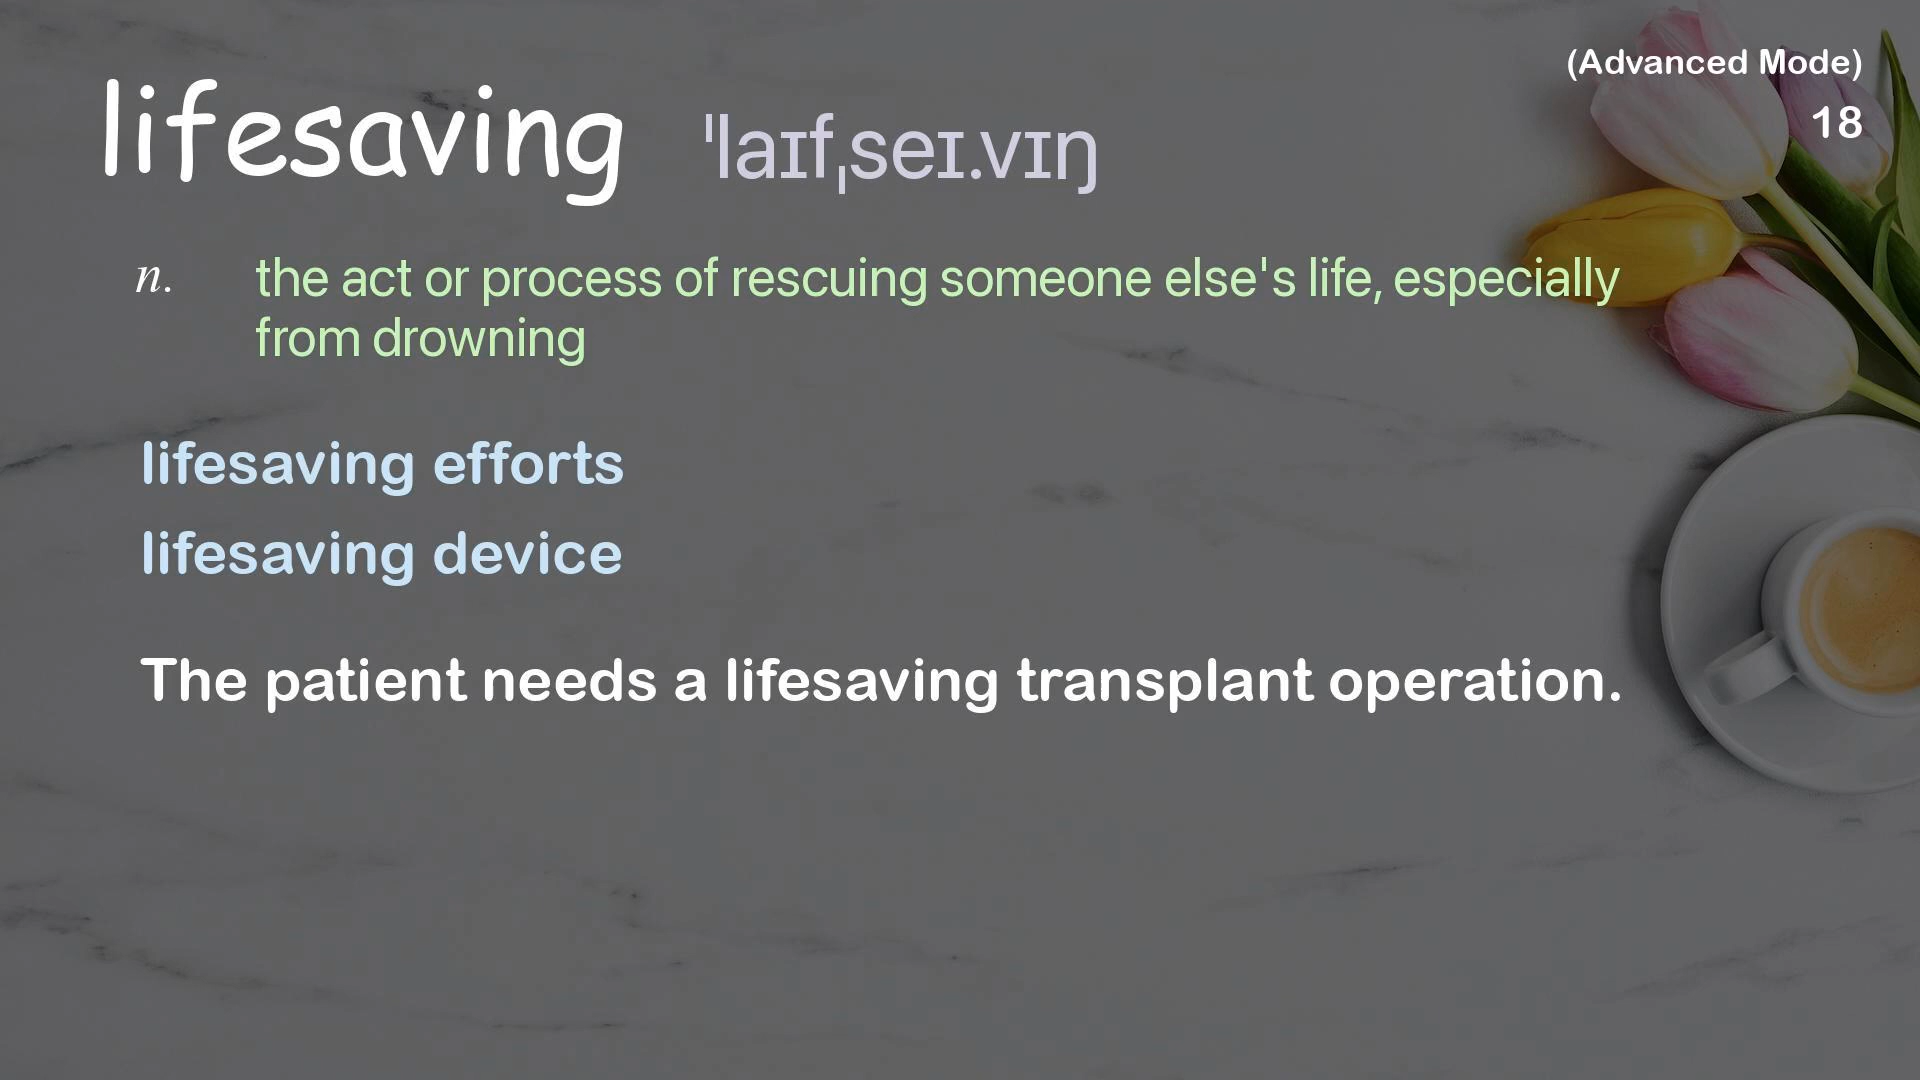 (Advanced Mode)
18
lifesaving ˈlaɪfˌseɪ.vɪŋ
n. the act or process of rescuing someone else's life, especially
from drowning
lifesaving efforts
lifesaving device
The patient needs a lifesaving transplant operation.